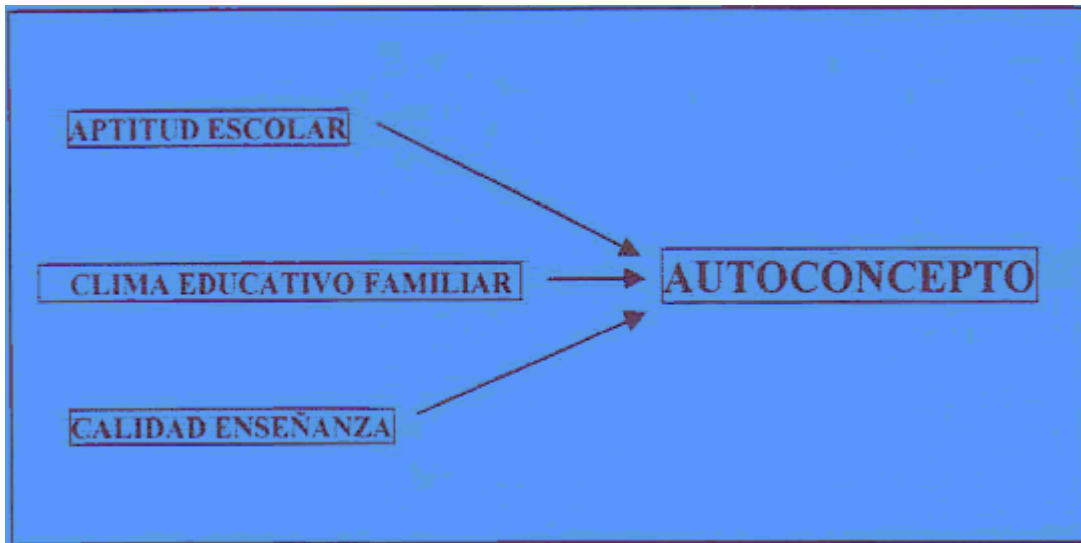 APTITUD ESCOLAR
CLIMA EDUCATIVO FAMILIAR
AUTOCONCEPTO
CALIDAD ENSEÑANZA